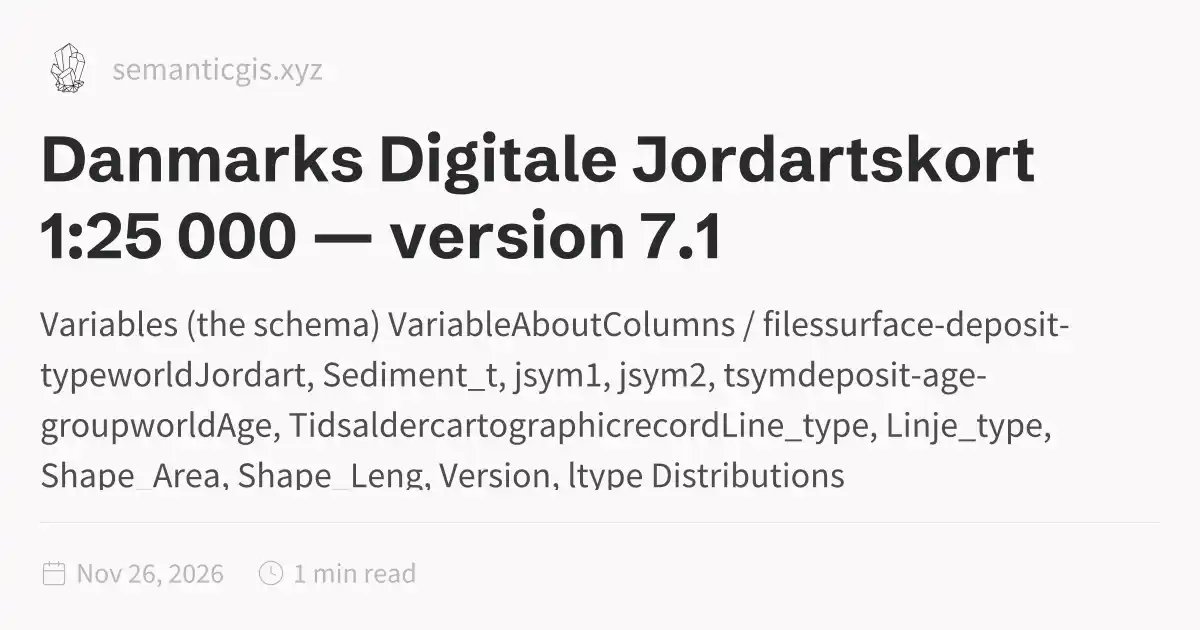 semanticgis.xyz
Danmarks Digitale Jordartskort
1:25 000 — version 7.1
Variables (the schema) VariableAboutColumns / filessurface-deposit-
typeworldJordart, Sediment_t, jsym1, jsym2, tsymdeposit-age-
groupworldAge, TidsaldercartographicrecordLine_type, Linje_type,
Shape_Area, Shape_Leng, Version, ltype Distributions
Nov 26, 2026 1 min read